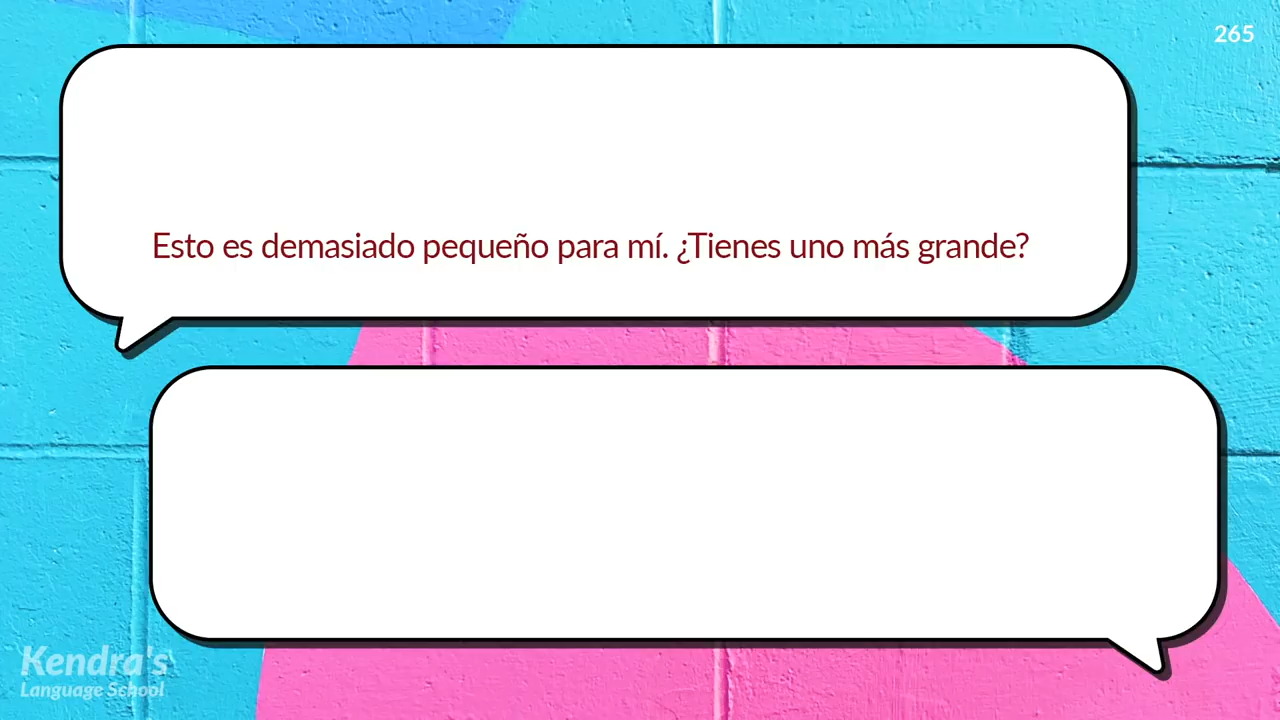 265
Esto es demasiado pequeño para mí. ¿Tienes uno más grande?
Kendra's
Language School